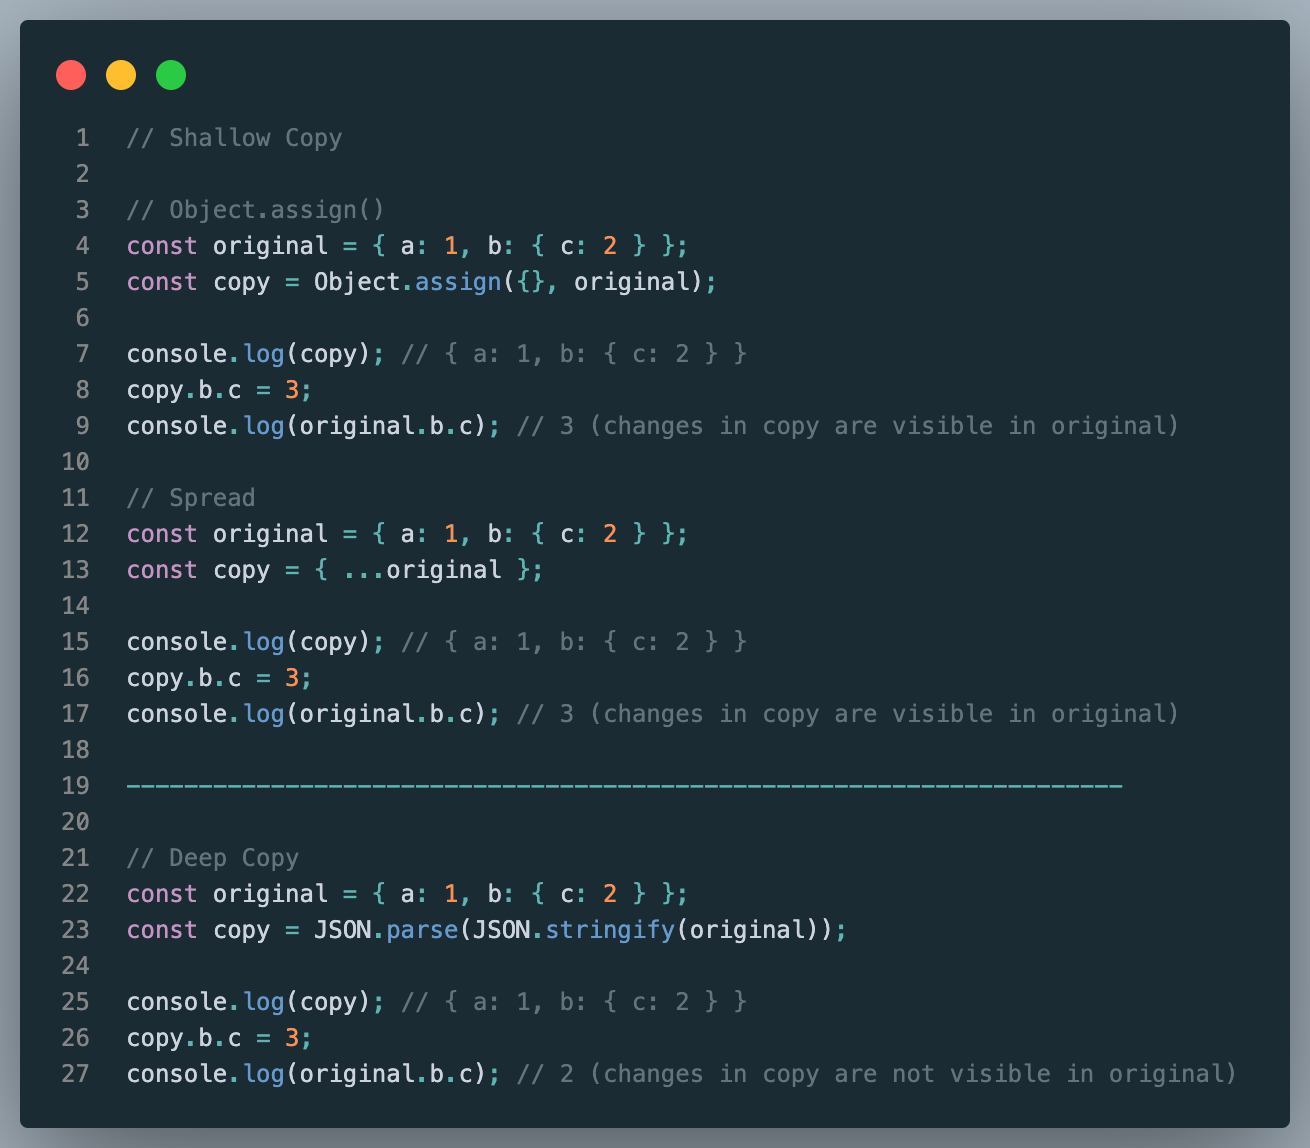 1 // Shallow Copy
2
3 // Object.assign()
4 const original = { a: 1, b: { c: 2 } };
5 const copy = Object.assign({}, original);
6
7 console.log(copy); // { a: 1, b: { c: 2 } }
8 copy.b.c = 3;
9 console.log(original.b.c); // 3 (changes in copy are visible in original)
10
11 // Spread
12 const original = { a: 1, b: { c: 2 } };
13 const copy = { ...original };
14
15 console.log(copy); // { a: 1, b: { c: 2 } }
16 copy.b.c = 3;
17 console.log(original.b.c); // 3 (changes in copy are visible in original)
18
19 ---------------------------------------------------------------------
20
21 // Deep Copy
22 const original = { a: 1, b: { c: 2 } };
23 const copy = JSON.parse(JSON.stringify(original));
24
25 console.log(copy); // { a: 1, b: { c: 2 } }
26 copy.b.c = 3;
27 console.log(original.b.c); // 2 (changes in copy are not visible in original)